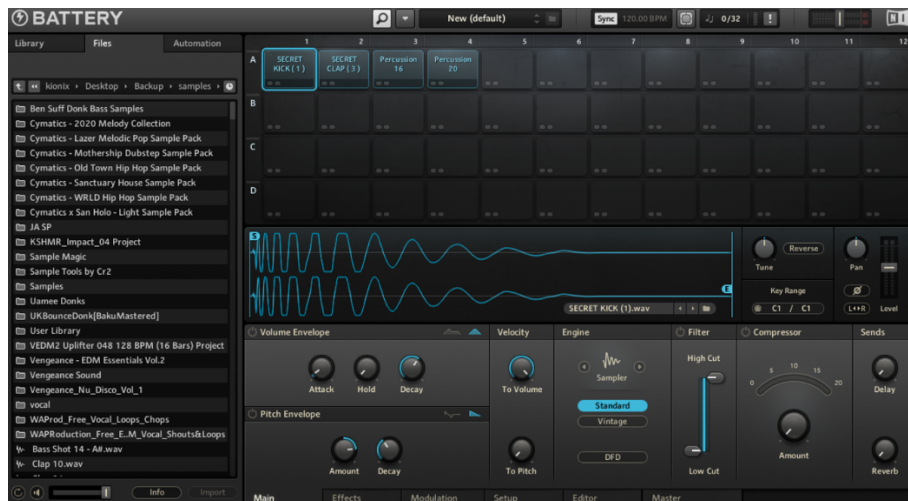 BATTERY
New (default)
Sync 120.00 BPM
0/32
!
NI
Library
Files
Automation
1 2 3 4 5 6 7 8 9 10 11 12
klonix Desktop Backup samples
Ben Suff Donk Bass Samples
Cymatics - 2020 Melody Collection
Cymatics - Lazer Melodic Pop Sample Pack
Cymatics - Mothership Dubstep Sample Pack
Cymatics - Old Town Hip Hop Sample Pack
Cymatics - Sanctuary House Sample Pack
Cymatics - WRLD Hip Hop Sample Pack
Cymatics x San Holo - Light Sample Pack
JA SP
KSHMR_Impact_04 Project
Sample Magic
Sample Tools by Cr2
Samples
Uamee Donks
UKBounceDonk[BakuMastered]
User Library
VEDM2 Uplifter 048 128 BPM (16 Bars) Project
Vengeance - EDM Essentials Vol.2
Vengeance Sound
Vengeance_Nu_Disco_Vol_1
vocal
WAProd_Free_Vocal_Loops_Chops
WAPRoduction_Free_E..M_Vocal_Shouts&Loops
Bass Shot 14 - A#.wav
Clap 10.wav
Info
Import
A
SECRET
KICK (1)
SECRET
CLAP (3)
Percussion
16
Percussion
20
B
C
D
S
E
SECRET KICK (1).wav
Tune
Reverse
Key Range
C1 / C1
Pan
L↔R
Level
Volume Envelope
Attack
Hold
Decay
Pitch Envelope
Amount
Decay
Velocity
To Volume
To Pitch
Engine
Sampler
Standard
Vintage
DFD
Filter
High Cut
Low Cut
Compressor
0 5 10 15 20
Amount
Sends
Delay
Reverb
Main
Effects
Modulation
Setup
Editor
Master